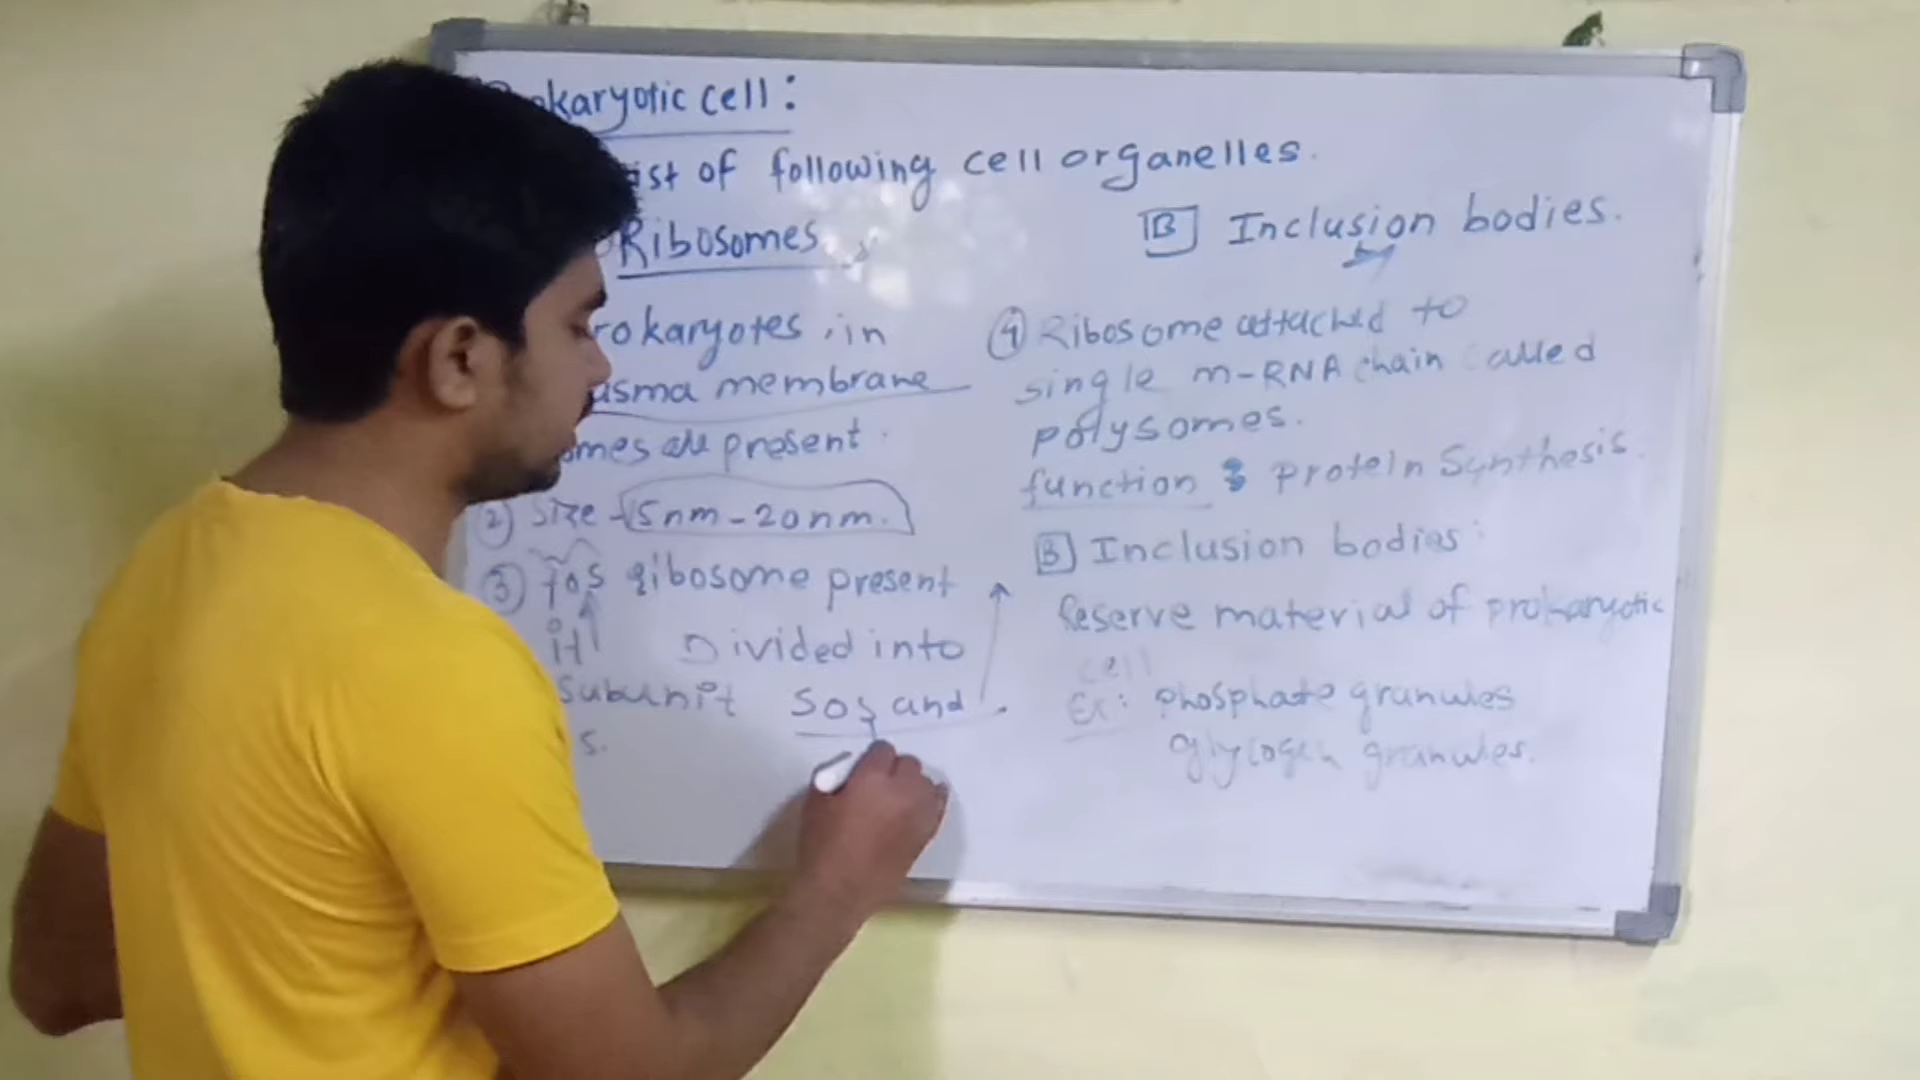 Prokaryotic cell:
ist of following cell organelles.
Ribosomes
B Inclusion bodies.
rokaryotes, in
asma membrane
omes are present
2) Size - 15nm-20nm.
3) 70s ribosome present
it Divided into
subunit 50s and
s.
4 Ribosome attached to
single m-RNA chain called
polysomes.
function : protein Synthesis
B Inclusion bodies:
Reserve material of prokaryotic
cell
Ex: phosphate granules
glycogen granules.